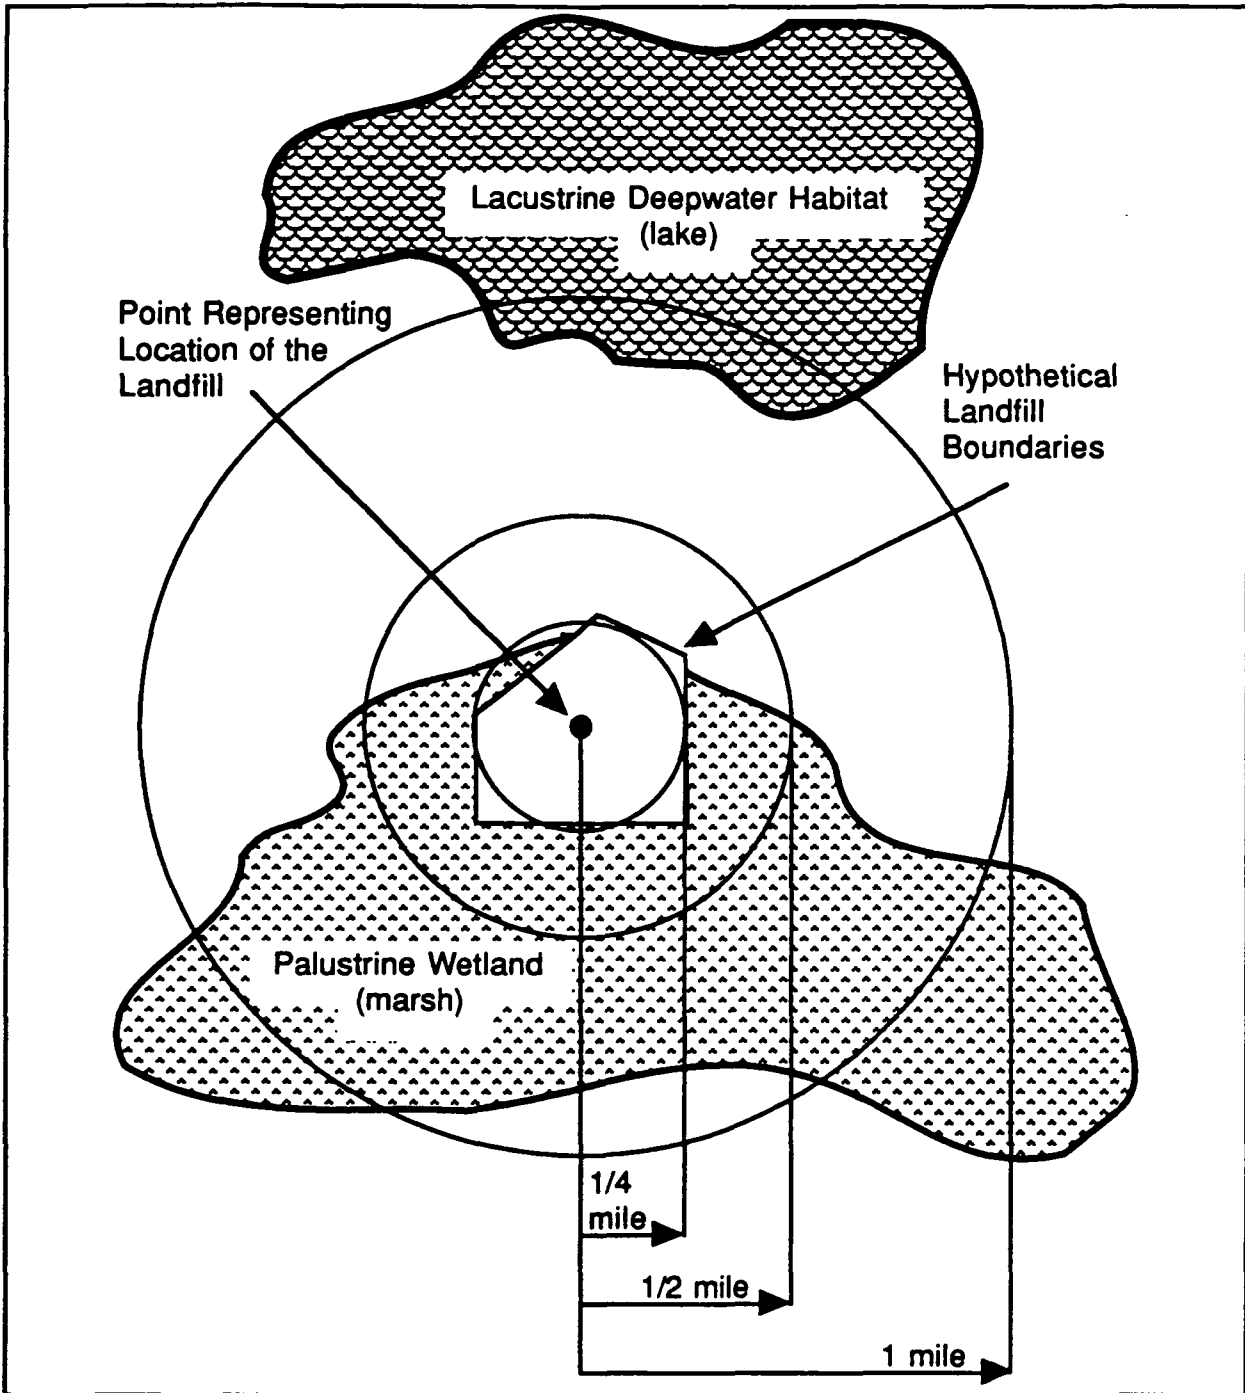 Lacustrine Deepwater Habitat
(lake)
Point Representing
Location of the
Landfill
Hypothetical
Landfill
Boundaries
Palustrine Wetland
(marsh)
1/4
mile
1/2 mile
1 mile